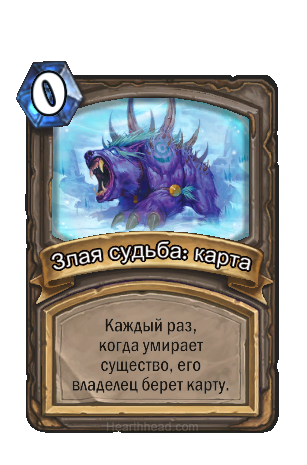 0
Злая судьба: карта
Каждый раз,
когда умирает
существо, его
владелец берет карту.
Hearthhead.com